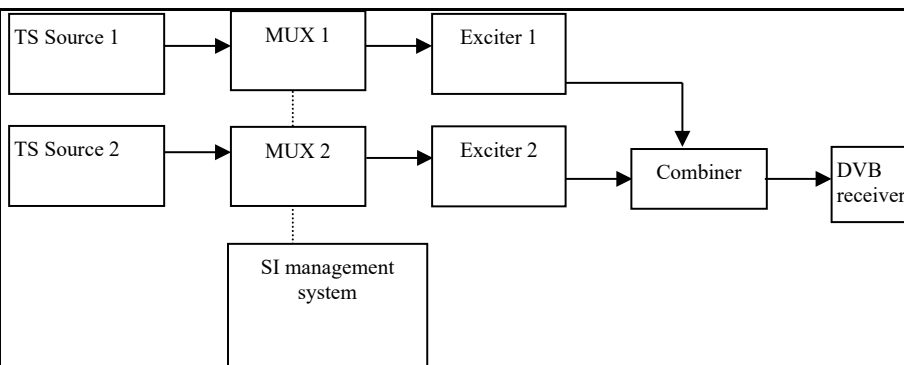 TS Source 1
MUX 1
Exciter 1
TS Source 2
MUX 2
Exciter 2
Combiner
DVB
receiver
SI management
system